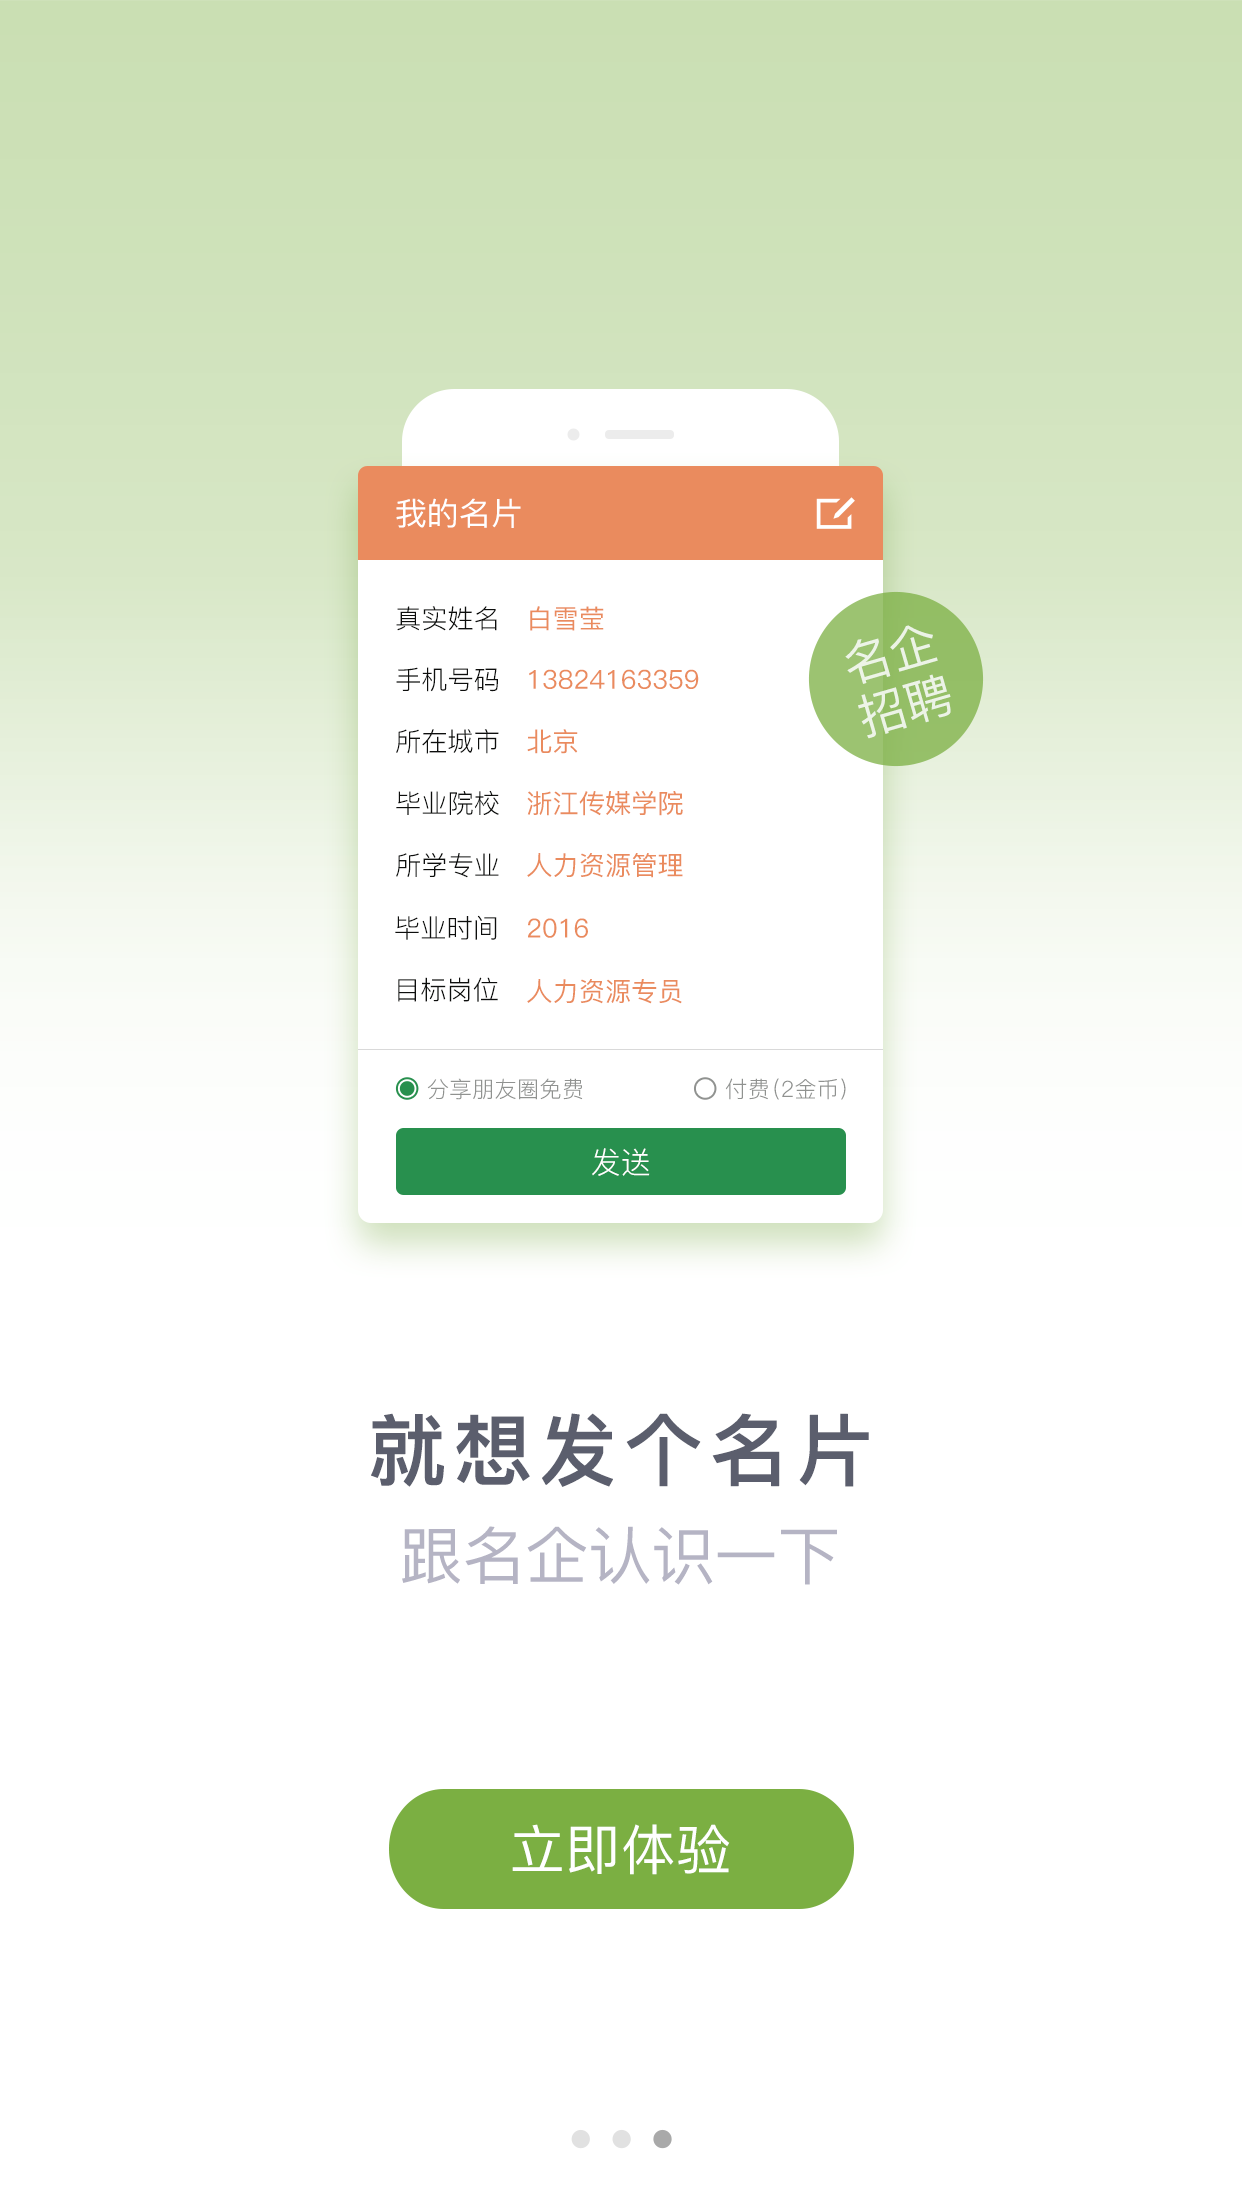 我的名片
真实姓名 白雪莹
手机号码 13824163359
所在城市 北京
毕业院校 浙江传媒学院
所学专业 人力资源管理
毕业时间 2016
目标岗位 人力资源专员
名企
招聘
分享朋友圈免费 付费(2金币)
发送
就想发个名片
跟名企认识一下
立即体验